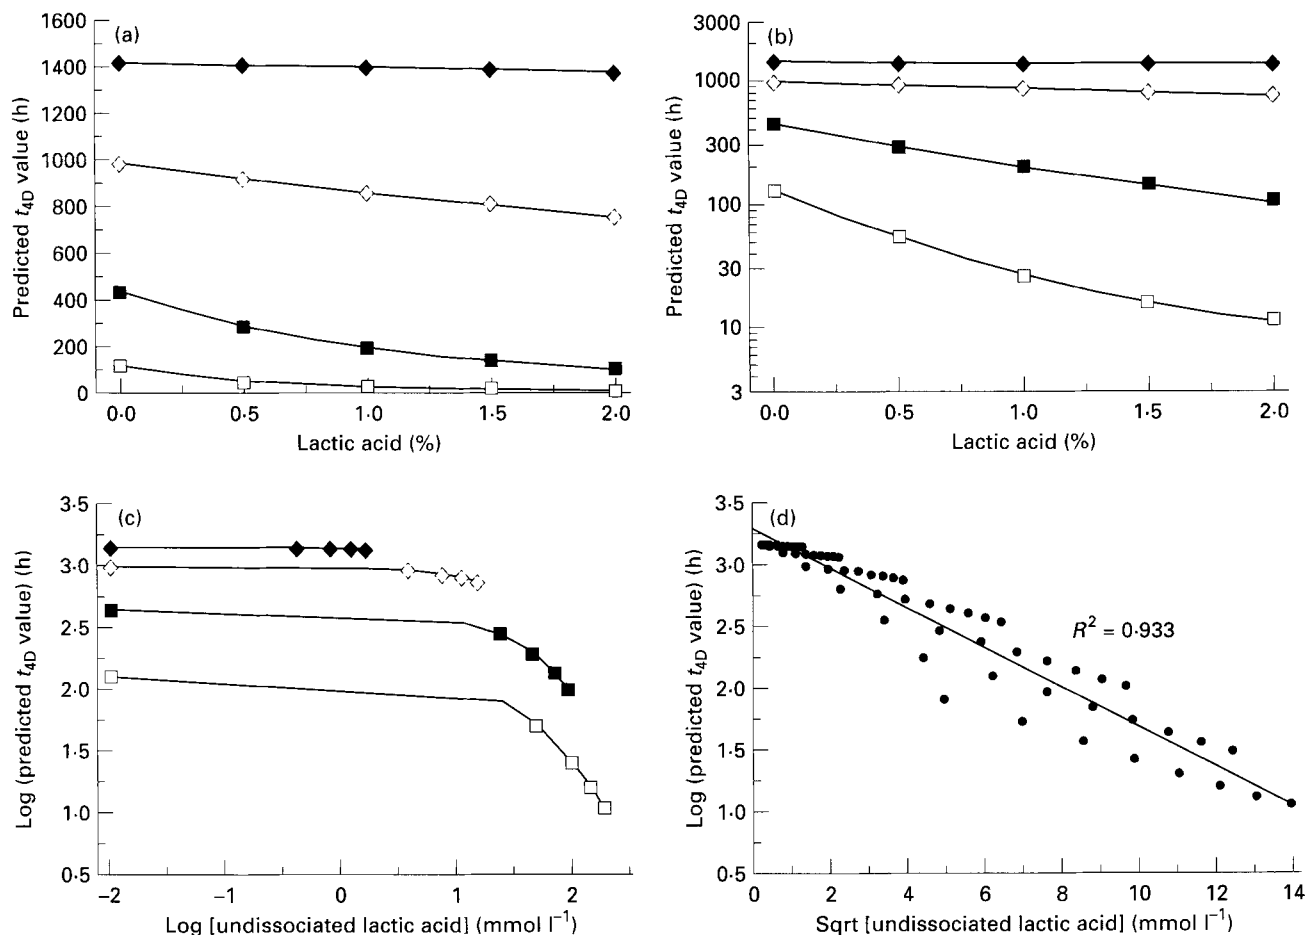 (a)
1600
1400
1200
1000
800
600
400
200
0
Predicted t4D value (h)
0·0 0·5 1·0 1·5 2·0
Lactic acid (%)
(b)
3000
1000
300
100
30
10
3
Predicted t4D value (h)
0·0 0·5 1·0 1·5 2·0
Lactic acid (%)
(c)
3·5
3·0
2·5
2·0
1·5
1·0
0·5
Log (predicted t4D value) (h)
−2 −1 0 1 2
Log [undissociated lactic acid] (mmol l−1)
(d)
3·5
3·0
2·5
2·0
1·5
1·0
0·5
Log (predicted t4D value) (h)
R2 = 0·933
0 2 4 6 8 10 12 14
Sqrt [undissociated lactic acid] (mmol l−1)